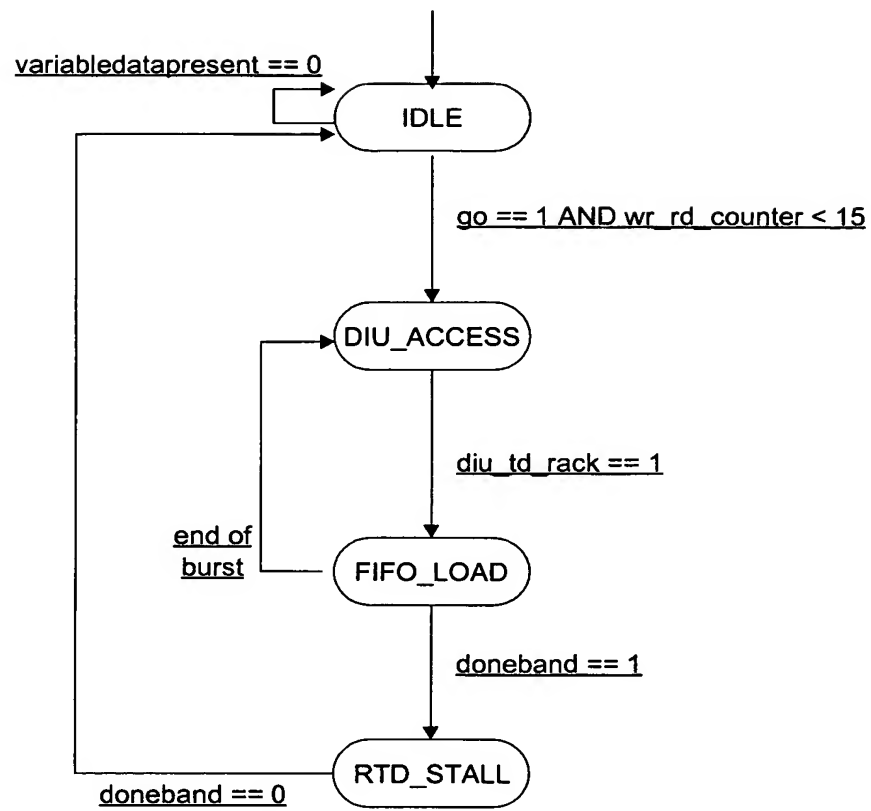 variabledatapresent == 0
IDLE
go == 1 AND wr_rd_counter < 15
DIU_ACCESS
diu_td_rack == 1
end of
burst
FIFO_LOAD
doneband == 1
RTD_STALL
doneband == 0